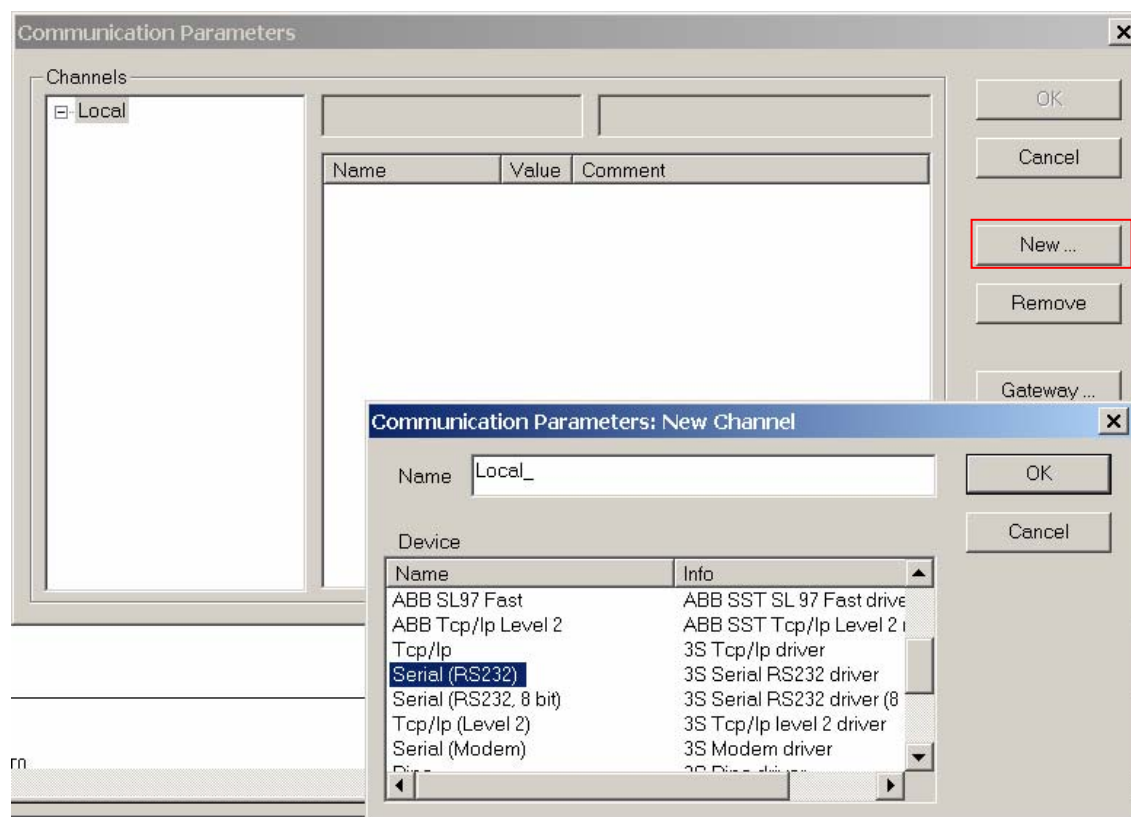 Communication Parameters
Channels
Local
Name Value Comment
OK
Cancel
New ...
Remove
Gateway ...
Communication Parameters: New Channel
Name Local_
OK
Cancel
Device
Name Info
ABB SL97 Fast ABB SST SL 97 Fast drive
ABB Tcp/Ip Level 2 ABB SST Tcp/Ip Level 2
Tcp/Ip 3S Tcp/Ip driver
Serial (RS232) 3S Serial RS232 driver
Serial (RS232, 8 bit) 3S Serial RS232 driver (8
Tcp/Ip (Level 2) 3S Tcp/Ip level 2 driver
Serial (Modem) 3S Modem driver